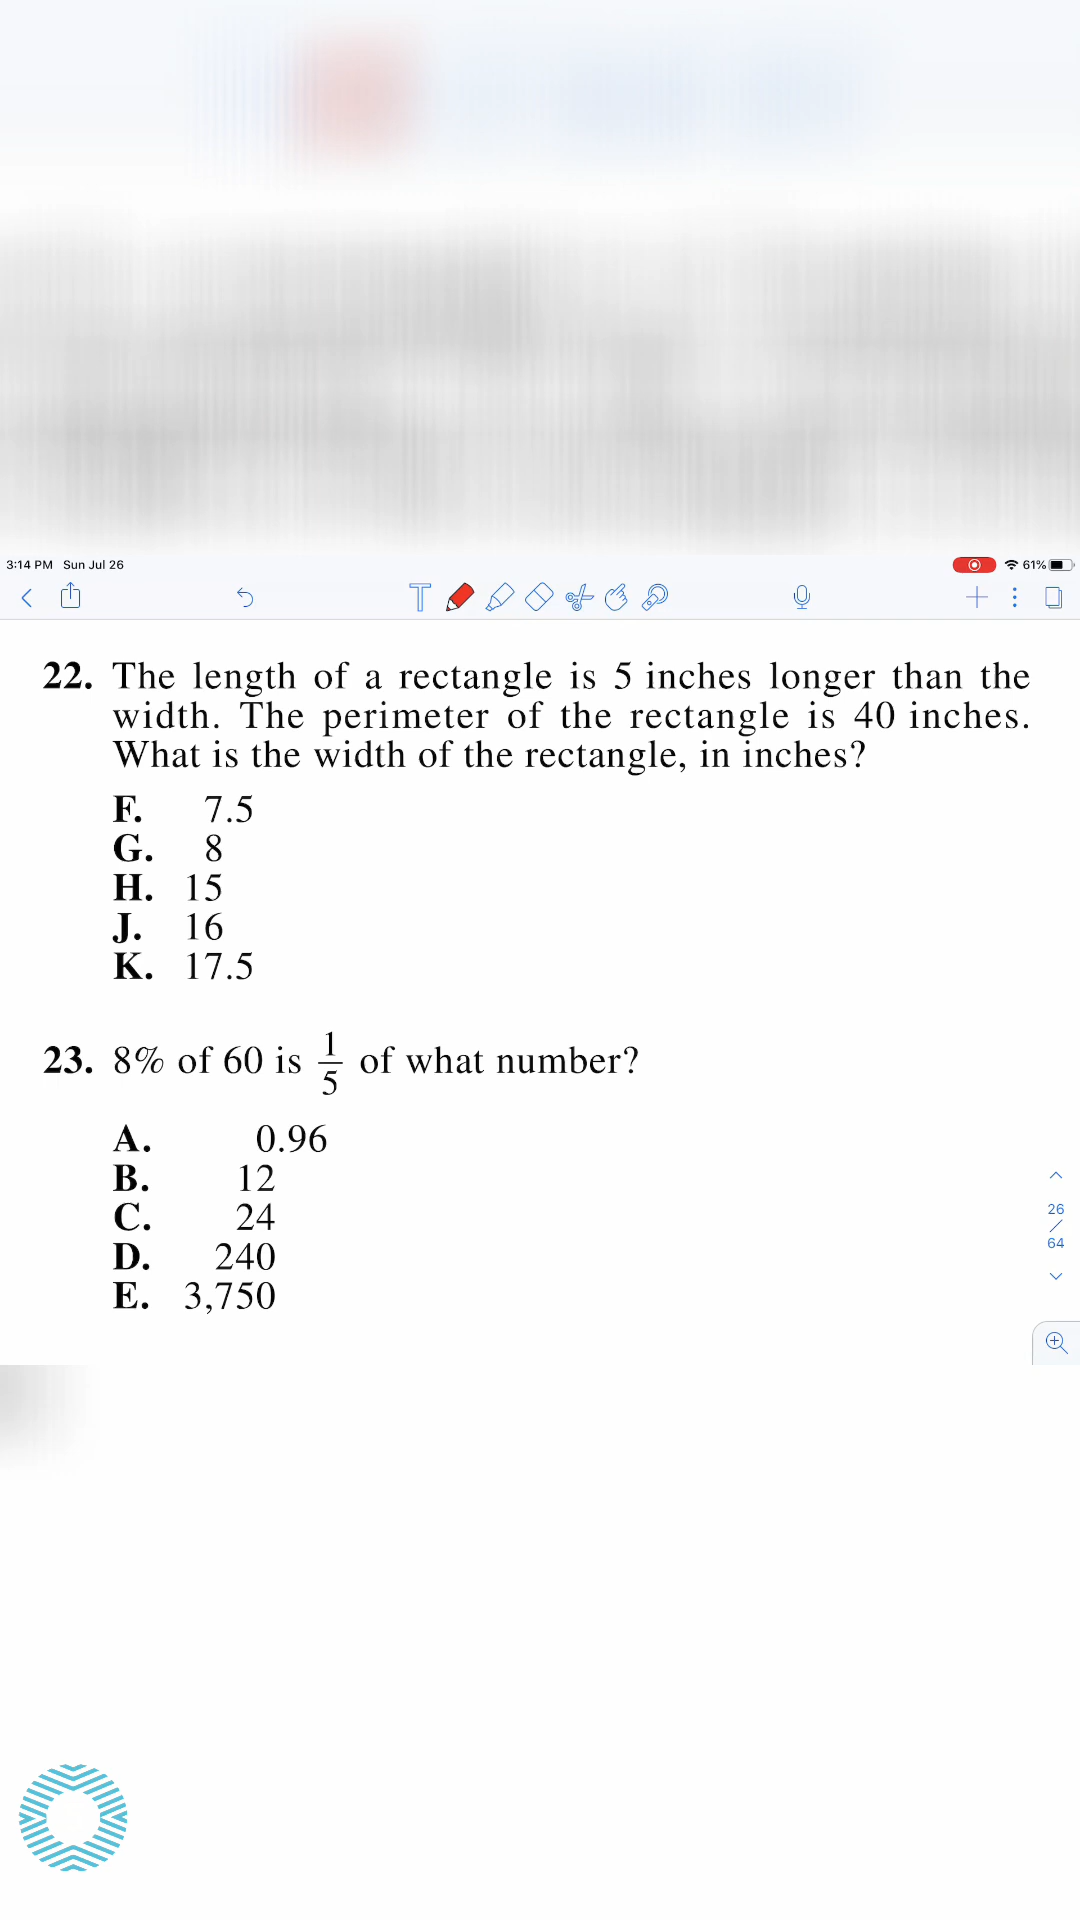 3:14 PM Sun Jul 26
61%
22. The length of a rectangle is 5 inches longer than the
width. The perimeter of the rectangle is 40 inches.
What is the width of the rectangle, in inches?
F. 7.5
G. 8
H. 15
J. 16
K. 17.5
23. 8% of 60 is 1/5 of what number?
A. 0.96
B. 12
C. 24
D. 240
E. 3,750
26
/
64